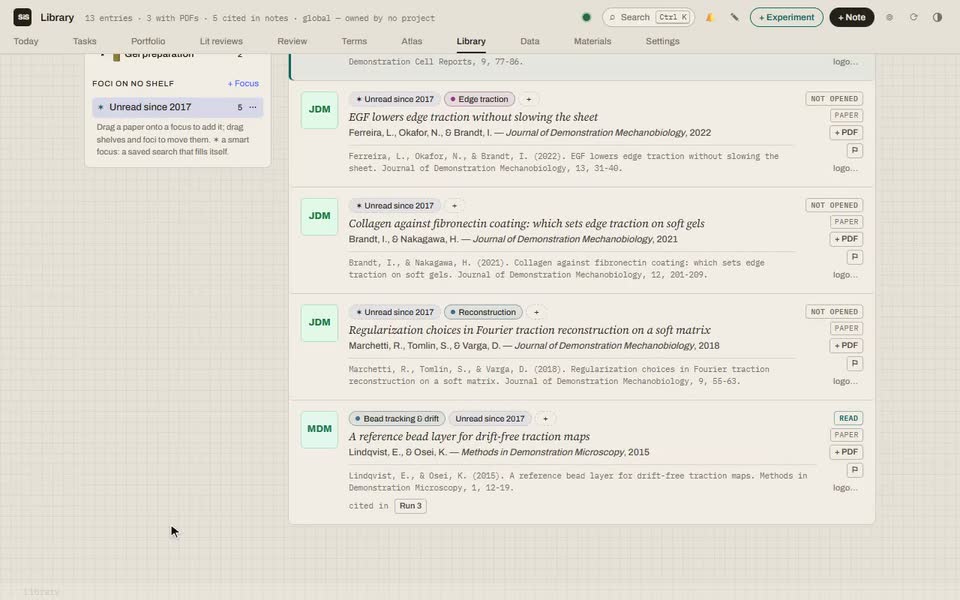 SiS Library 13 entries · 3 with PDFs · 5 cited in notes · global — owned by no project Search Ctrl K + Experiment + Note
Today Tasks Portfolio Lit reviews Review Terms Atlas Library Data Materials Settings
Gel preparation 2
FOCI ON NO SHELF + Focus
✶ Unread since 2017 5 ···
Drag a paper onto a focus to add it; drag
shelves and foci to move them. ✶ a smart
focus: a saved search that fills itself.
Demonstration Cell Reports, 9, 77-86.
logo...
JDM
✶ Unread since 2017 Edge traction +
EGF lowers edge traction without slowing the sheet
Ferreira, L., Okafor, N., & Brandt, I. — Journal of Demonstration Mechanobiology, 2022
Ferreira, L., Okafor, N., & Brandt, I. (2022). EGF lowers edge traction without slowing the
sheet. Journal of Demonstration Mechanobiology, 13, 31-40.
NOT OPENED
PAPER
+ PDF
logo...
JDM
✶ Unread since 2017 +
Collagen against fibronectin coating: which sets edge traction on soft gels
Brandt, I., & Nakagawa, H. — Journal of Demonstration Mechanobiology, 2021
Brandt, I., & Nakagawa, H. (2021). Collagen against fibronectin coating: which sets edge
traction on soft gels. Journal of Demonstration Mechanobiology, 12, 201-209.
NOT OPENED
PAPER
+ PDF
logo...
JDM
✶ Unread since 2017 Reconstruction +
Regularization choices in Fourier traction reconstruction on a soft matrix
Marchetti, R., Tomlin, S., & Varga, D. — Journal of Demonstration Mechanobiology, 2018
Marchetti, R., Tomlin, S., & Varga, D. (2018). Regularization choices in Fourier traction
reconstruction on a soft matrix. Journal of Demonstration Mechanobiology, 9, 55-63.
NOT OPENED
PAPER
+ PDF
logo...
MDM
Bead tracking & drift Unread since 2017 +
A reference bead layer for drift-free traction maps
Lindqvist, E., & Osei, K. — Methods in Demonstration Microscopy, 2015
Lindqvist, E., & Osei, K. (2015). A reference bead layer for drift-free traction maps. Methods in
Demonstration Microscopy, 1, 12-19.
cited in Run 3
READ
PAPER
+ PDF
logo...
Library